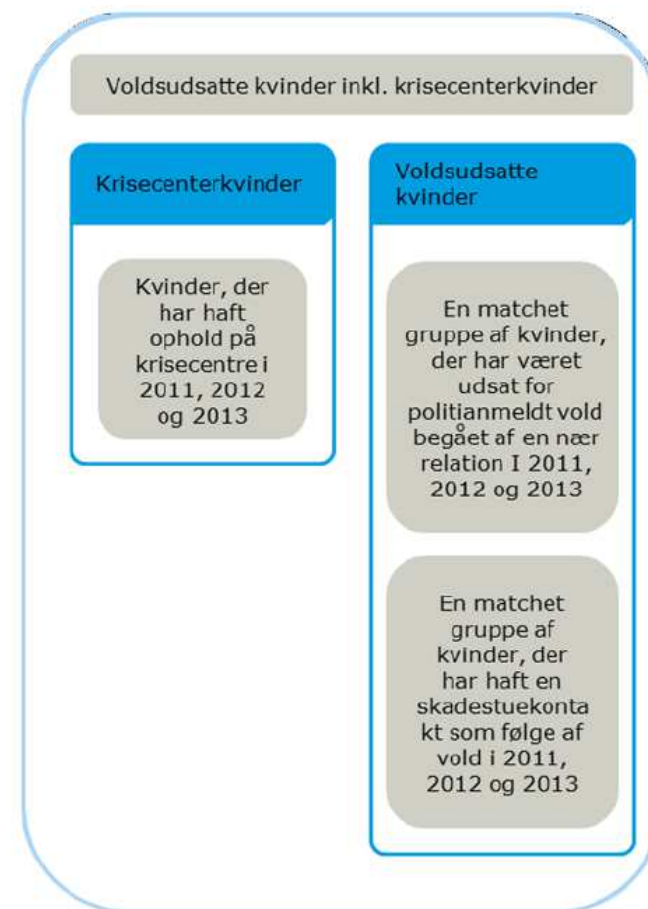 Voldsudsatte kvinder inkl. krisecenterkvinder
Krisecenterkvinder
Kvinder, der
har haft
ophold på
krisecentre i
2011, 2012
og 2013
Voldsudsatte
kvinder
En matchet
gruppe af kvinder,
der har været
udsat for
politianmeldt vold
begået af en nær
relation I 2011,
2012 og 2013
En matchet
gruppe af
kvinder, der
har haft en
skadestuekonta
kt som følge af
vold i 2011,
2012 og 2013